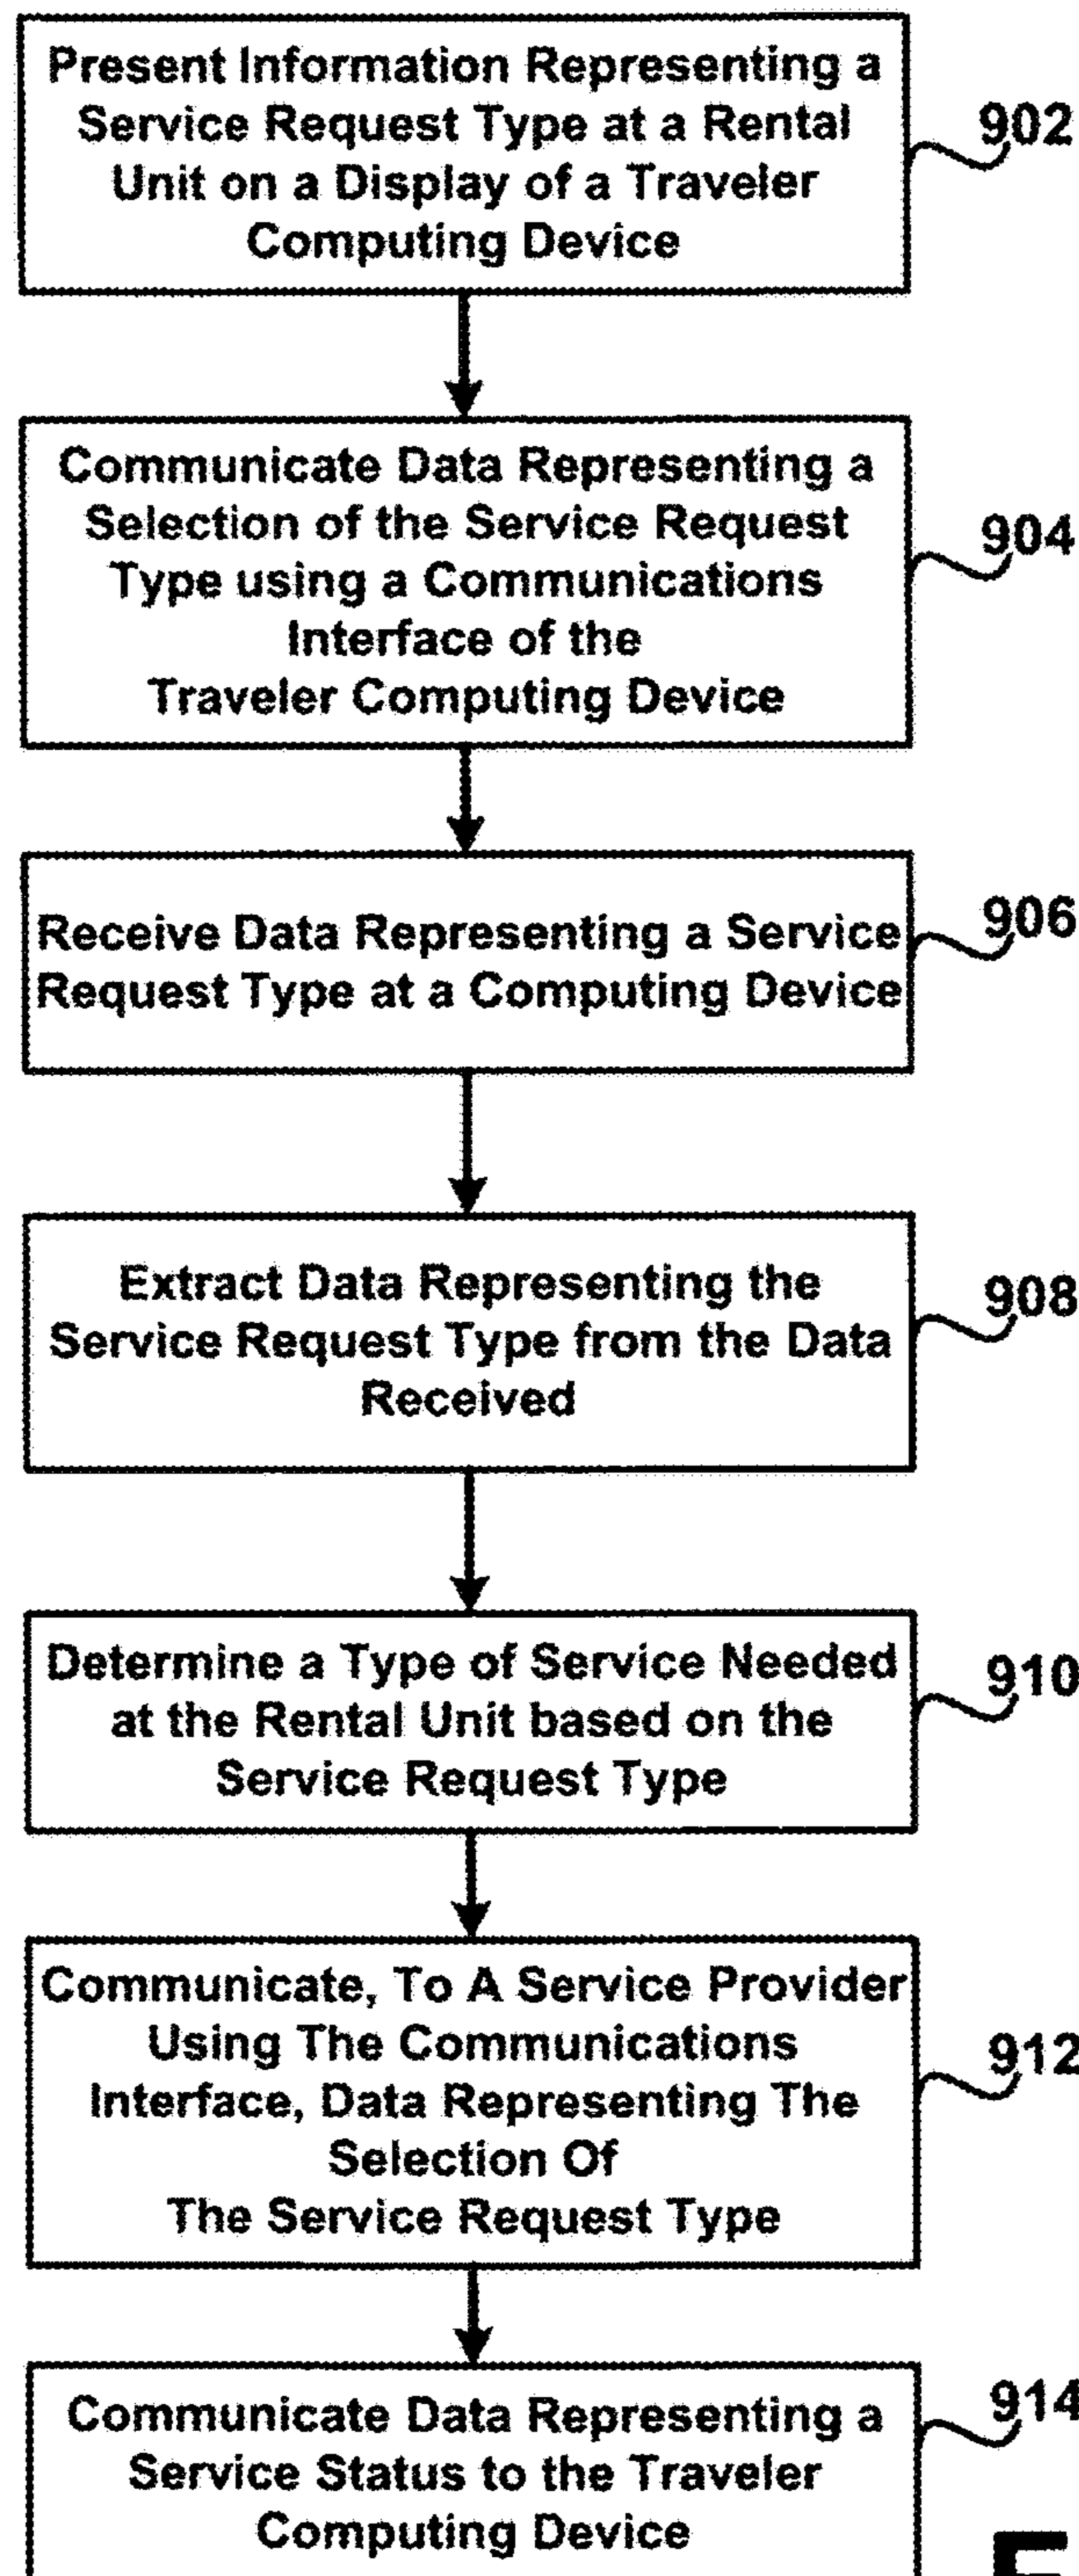 Present Information Representing a
Service Request Type at a Rental
Unit on a Display of a Traveler
Computing Device
902
Communicate Data Representing a
Selection of the Service Request
Type using a Communications
Interface of the
Traveler Computing Device
904
Receive Data Representing a Service
Request Type at a Computing Device
906
Extract Data Representing the
Service Request Type from the Data
Received
908
Determine a Type of Service Needed
at the Rental Unit based on the
Service Request Type
910
Communicate, To A Service Provider
Using The Communications
Interface, Data Representing The
Selection Of
The Service Request Type
912
Communicate Data Representing a
Service Status to the Traveler
Computing Device
914